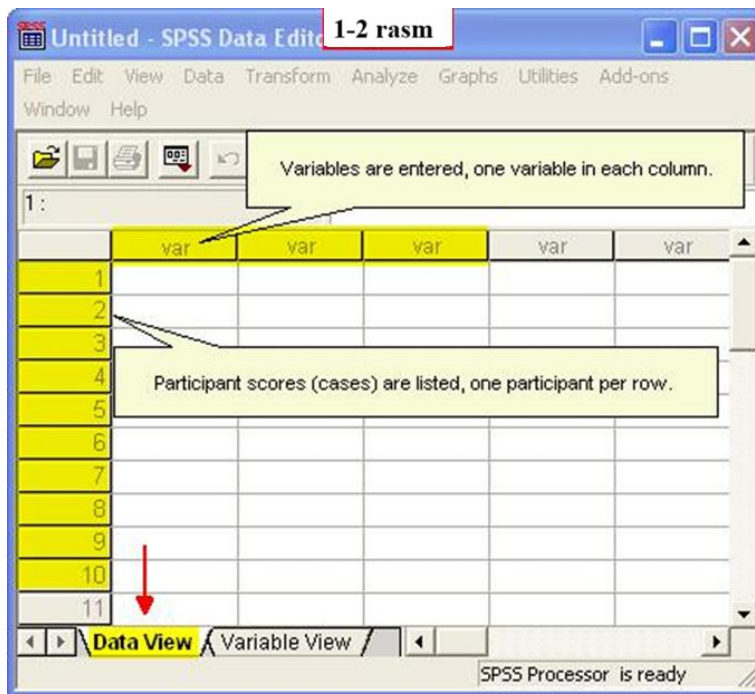 SPSS
Untitled - SPSS Data Edito
1-2 rasm
File Edit View Data Transform Analyze Graphs Utilities Add-ons
Window Help
Variables are entered, one variable in each column.
1 :
var var var var var
1
2
3
Participant scores (cases) are listed, one participant per row.
4
5
6
7
8
9
10
11
Data View Variable View
SPSS Processor is ready